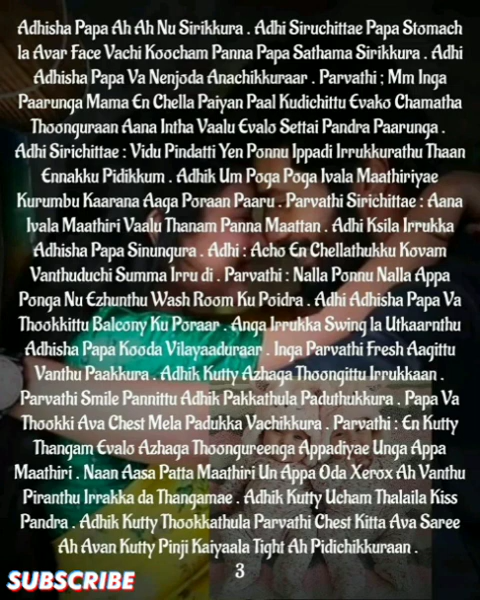 Adhisha Papa Ah Ah Nu Sirikkura . Adhi Siruchittae Papa Stomach
la Avar Face Vachi Koocham Panna Papa Sathama Sirikkura . Adhi
Adhisha Papa Va Nenjoda Anachikkuraar . Parvathi ; Mm Inga
Paarunga Mama En Chella Paiyan Paal Kudichittu Evako Chamatha
Thoonguraan Aana Intha Vaalu Evalo Settai Pandra Paarunga .
Adhi Sirichittae : Vidu Pindatti Yen Ponnu Ippadi Irrukkurathu Thaan
Ennakku Pidikkum . Adhik Um Poga Poga Ivala Maathiriyae
Kurumbu Kaarana Aaga Poraan Paaru . Parvathi Sirichittae : Aana
Ivala Maathiri Vaalu Thanam Panna Maattan . Adhi Ksila Irrukka
Adhisha Papa Sinungura . Adhi : Acho En Chellathukku Kovam
Vanthuduchi Summa Irru di . Parvathi : Nalla Ponnu Nalla Appa
Ponga Nu Ezhunthu Wash Room Ku Poidra . Adhi Adhisha Papa Va
Thookkittu Balcony Ku Poraar . Anga Irrukka Swing la Utkaarnthu
Adhisha Papa Kooda Vilayaaduraar . Inga Parvathi Fresh Aagittu
Vanthu Paakkura . Adhik Kutty Azhaga Thoongittu Irrukkaan .
Parvathi Smile Pannittu Adhik Pakkathula Paduthukkura . Papa Va
Thookki Ava Chest Mela Padukka Vachikkura . Parvathi : En Kutty
Thangam Evalo Azhaga Thoongureenga Appadiyae Unga Appa
Maathiri . Naan Aasa Patta Maathiri Un Appa Oda Xerox Ah Vanthu
Piranthu Irrakka da Thangamae . Adhik Kutty Ucham Thalaila Kiss
Pandra . Adhik Kutty Thookkathula Parvathi Chest Kitta Ava Saree
Ah Avan Kutty Pinji Kaiyaala Tight Ah Pidichikkuraan .
SUBSCRIBE
3